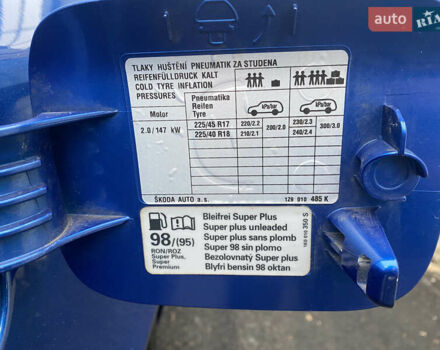 auto RIA
TLAKY HUŠTĚNÍ PNEUMATIK ZA STUDENA
REIFENFÜLLDRUCK KALT
COLD TYRE INFLATION
PRESSURES
Pneumatika
Reifen
Tyre
kPa/bar
kPa/bar
Motor
2.0/147 kW
225/45 R17
220/2.2
200/2.0
230/2.3
300/3.0
225/40 R18
210/2.1
240/2.4
ŠKODA AUTO a.s.
1Z9 010 485 K
98/(95)
RON/ROZ
Super Plus,
Super
Premium
Bleifrei Super Plus
Super plus unleaded
Super plus sans plomb
Super 98 sin plomo
Bezolovnatý Super plus
Blyfri bensin 98 oktan
1K0 010 350 S